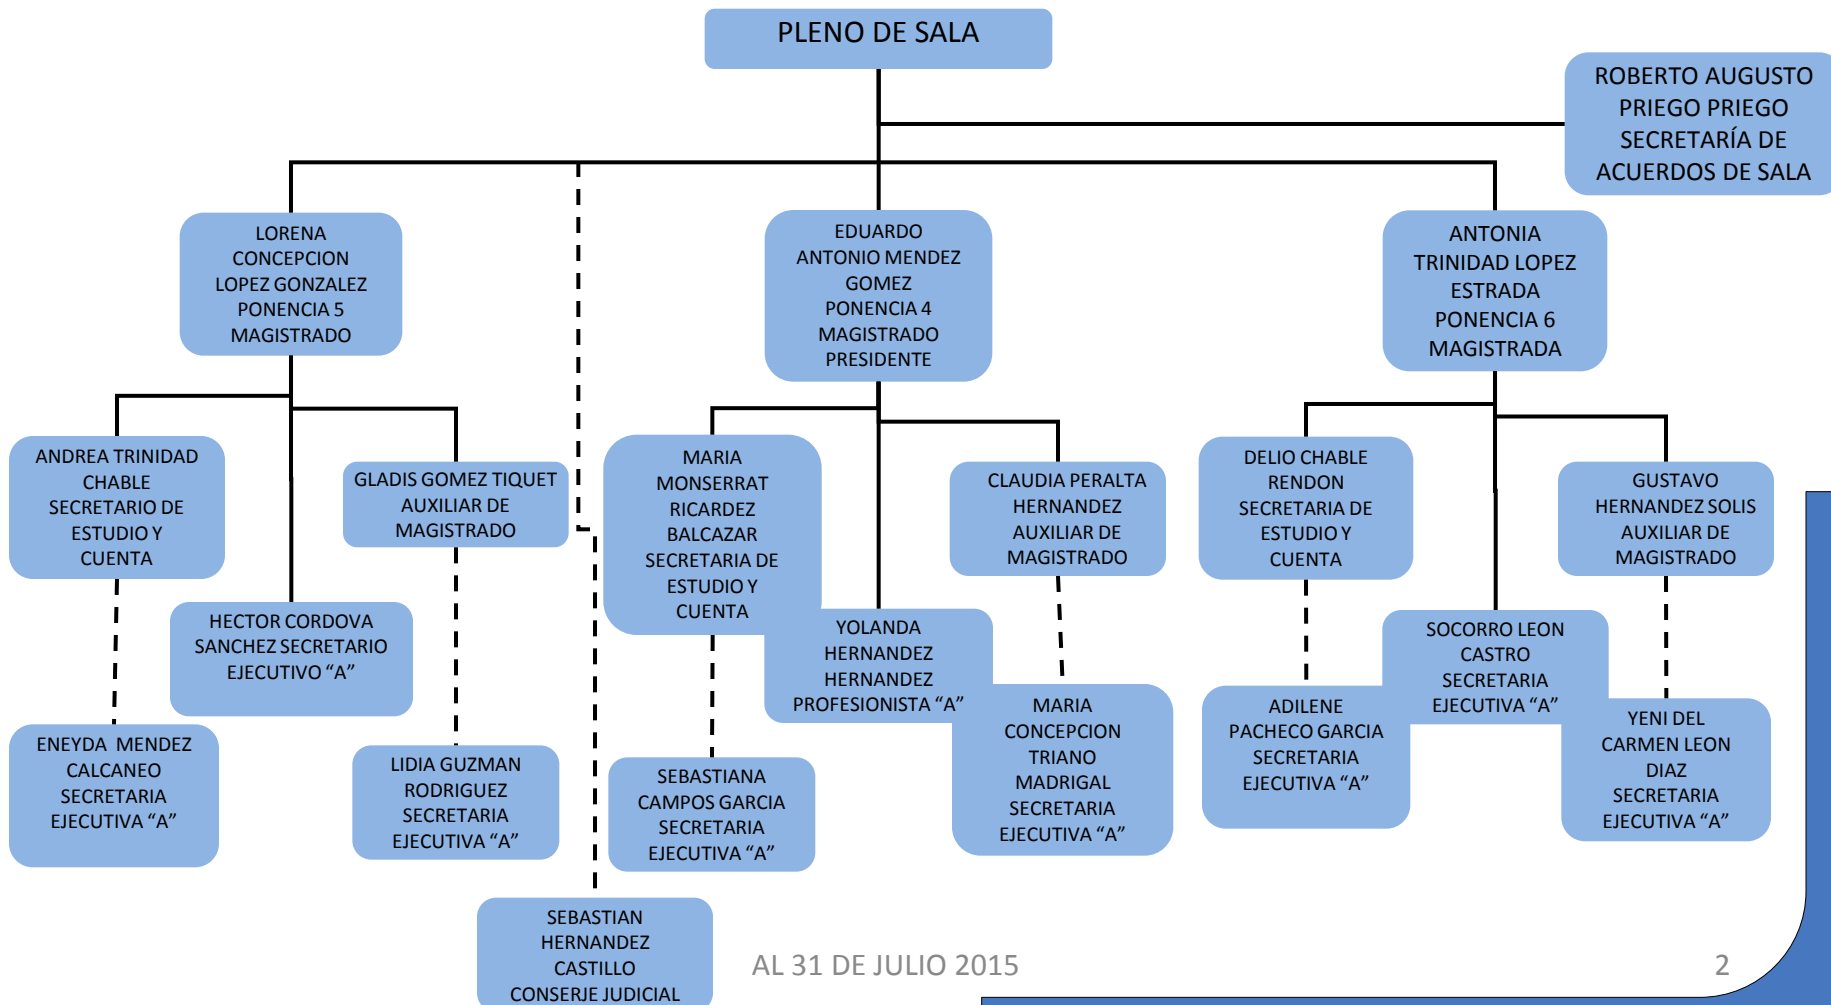 PLENO DE SALA
ROBERTO AUGUSTO
PRIEGO PRIEGO
SECRETARÍA DE
ACUERDOS DE SALA
LORENA
CONCEPCION
LOPEZ GONZALEZ
PONENCIA 5
MAGISTRADO
EDUARDO
ANTONIO MENDEZ
GOMEZ
PONENCIA 4
MAGISTRADO
PRESIDENTE
ANTONIA
TRINIDAD LOPEZ
ESTRADA
PONENCIA 6
MAGISTRADA
ANDREA TRINIDAD
CHABLE
SECRETARIO DE
ESTUDIO Y
CUENTA
GLADIS GOMEZ TIQUET
AUXILIAR DE
MAGISTRADO
MARIA
MONSERRAT
RICARDEZ
BALCAZAR
SECRETARIA DE
ESTUDIO Y
CUENTA
CLAUDIA PERALTA
HERNANDEZ
AUXILIAR DE
MAGISTRADO
DELIO CHABLE
RENDON
SECRETARIA DE
ESTUDIO Y
CUENTA
GUSTAVO
HERNANDEZ SOLIS
AUXILIAR DE
MAGISTRADO
HECTOR CORDOVA
SANCHEZ SECRETARIO
EJECUTIVO “A”
YOLANDA
HERNANDEZ
HERNANDEZ
PROFESIONISTA “A”
SOCORRO LEON
CASTRO
SECRETARIA
EJECUTIVA “A”
ENEYDA  MENDEZ
CALCANEO
SECRETARIA
EJECUTIVA “A”
LIDIA GUZMAN
RODRIGUEZ
SECRETARIA
EJECUTIVA “A”
SEBASTIANA
CAMPOS GARCIA
SECRETARIA
EJECUTIVA “A”
MARIA
CONCEPCION
TRIANO
MADRIGAL
SECRETARIA
EJECUTIVA “A”
ADILENE
PACHECO GARCIA
SECRETARIA
EJECUTIVA “A”
YENI DEL
CARMEN LEON
DIAZ
SECRETARIA
EJECUTIVA “A”
SEBASTIAN
HERNANDEZ
CASTILLO
CONSERJE JUDICIAL
AL 31 DE JULIO 2015
2